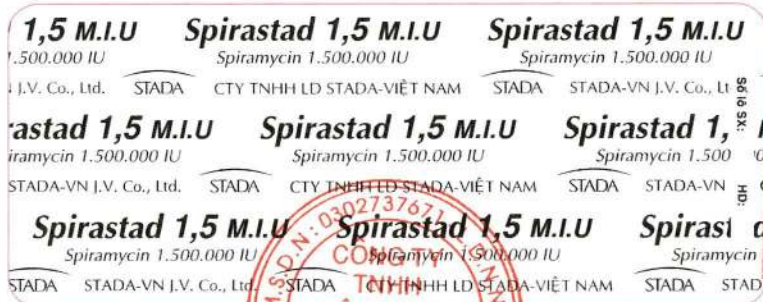 1,5 M.I.U Spirastad 1,5 M.I.U Spirastad 1,5 M.I.U
1.500.000 IU Spiramycin 1.500.000 IU Spiramycin 1.500.000 IU
J.V. Co., Ltd. STADA CTY TNHH LD STADA-VIỆT NAM STADA STADA-VN J.V. Co., Lt
Số lô SX:
rastad 1,5 M.I.U Spirastad 1,5 M.I.U Spirastad 1,
iramycin 1.500.000 IU Spiramycin 1.500.000 IU Spiramycin 1.500
STADA-VN J.V. Co., Ltd. STADA CTY TNHH LD STADA-VIỆT NAM STADA STADA-VN
HD:
Spirastad 1,5 M.I.U Spirastad 1,5 M.I.U Spirast
Spiramycin 1.500.000 IU Spiramycin 1.500.000 IU Spiramycin
STADA STADA-VN J.V. Co., Ltd. STADA CTY TNHH LD STADA-VIỆT NAM STADA STAD
M.S.D.N: 0302737671
CÔNG TY
TNHH